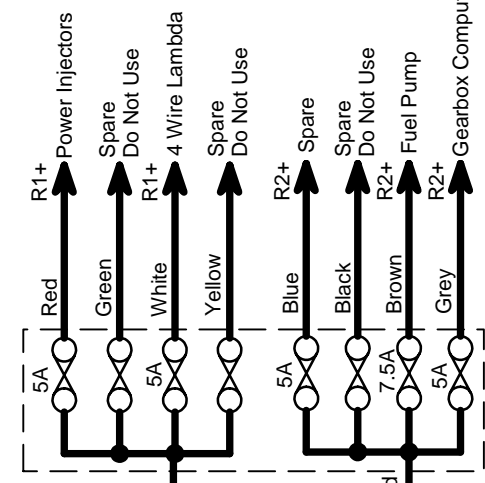 Power Injectors
Spare
Do Not Use
4 Wire Lambda
Spare
Do Not Use
Spare
Spare
Do Not Use
Fuel Pump
Gearbox
R1+
R1+
R2+
R2+
R2+
Red
Green
White
Yellow
Blue
Black
Brown
Grey
5A
5A
5A
7.5A
5A